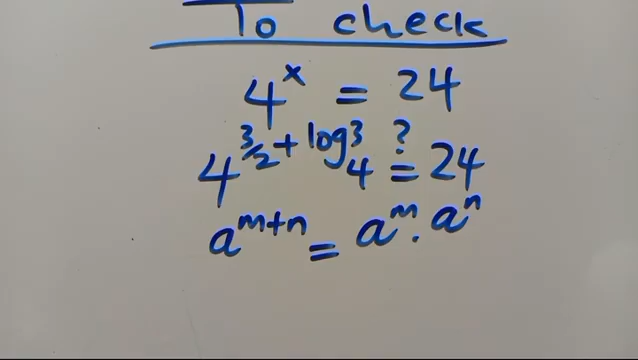 To check
4^x = 24
4^(3/2 + log_4 3) ?= 24
a^(m+n) = a^m . a^n